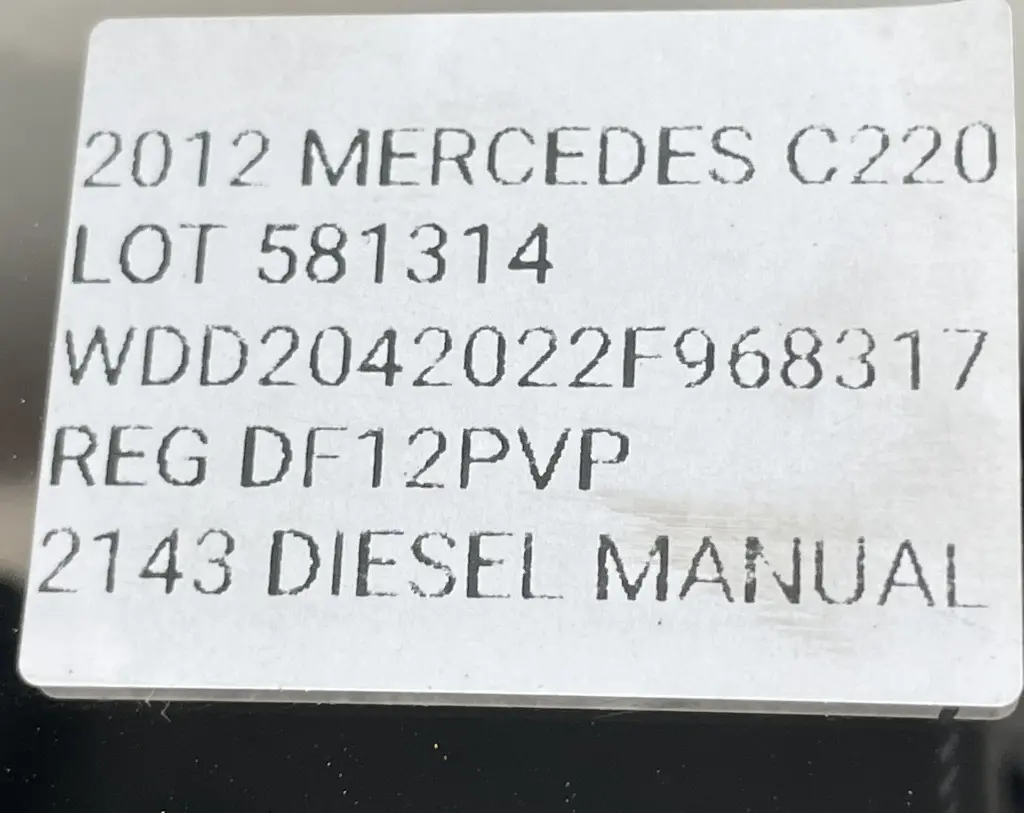 2012 MERCEDES C220
LOT 581314
WDD2042022F968317
REG DF12PVP
2143 DIESEL MANUAL